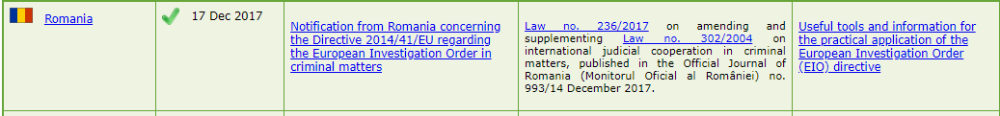 Romania
17 Dec 2017
Notification from Romania concerning
the Directive 2014/41/EU regarding
the European Investigation Order in
criminal matters
Law no. 236/2017 on amending and
supplementing Law no. 302/2004 on
international judicial cooperation in criminal
matters, published in the Official Journal of
Romania (Monitorul Oficial al României) no.
993/14 December 2017.
Useful tools and information for
the practical application of the
European Investigation Order
(EIO) directive